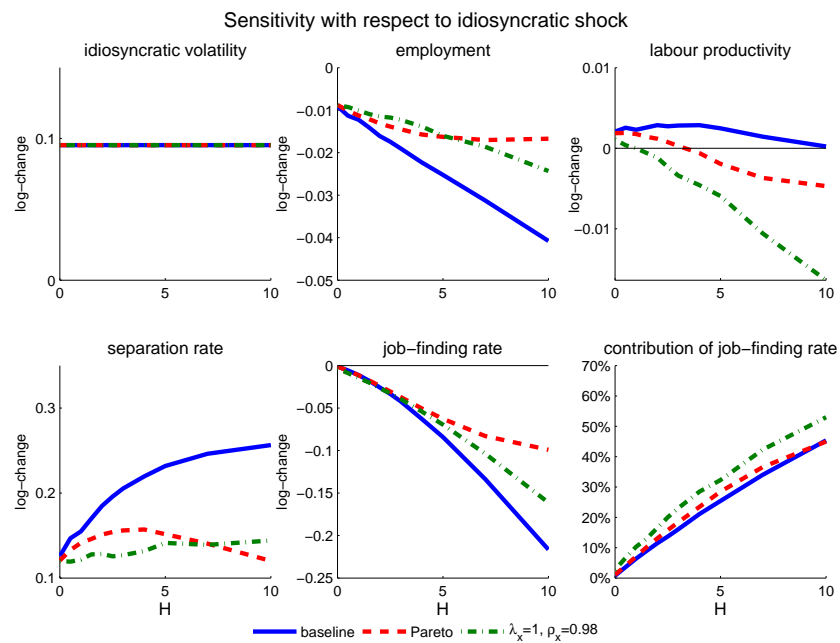 Sensitivity with respect to idiosyncratic shock
idiosyncratic volatility
employment
labour productivity
log−change
0.1
0
0
5
10
log−change
0
−0.01
−0.02
−0.03
−0.04
−0.05
0
5
10
log−change
0.01
0
−0.01
0
5
10
separation rate
job−finding rate
contribution of job−finding rate
log−change
0.3
0.2
0.1
0
5
10
H
log−change
0
−0.05
−0.1
−0.15
−0.2
−0.25
0
5
10
H
70%
60%
50%
40%
30%
20%
10%
0%
0
5
10
H
baseline
Pareto
λ_x=1, ρ_x=0.98